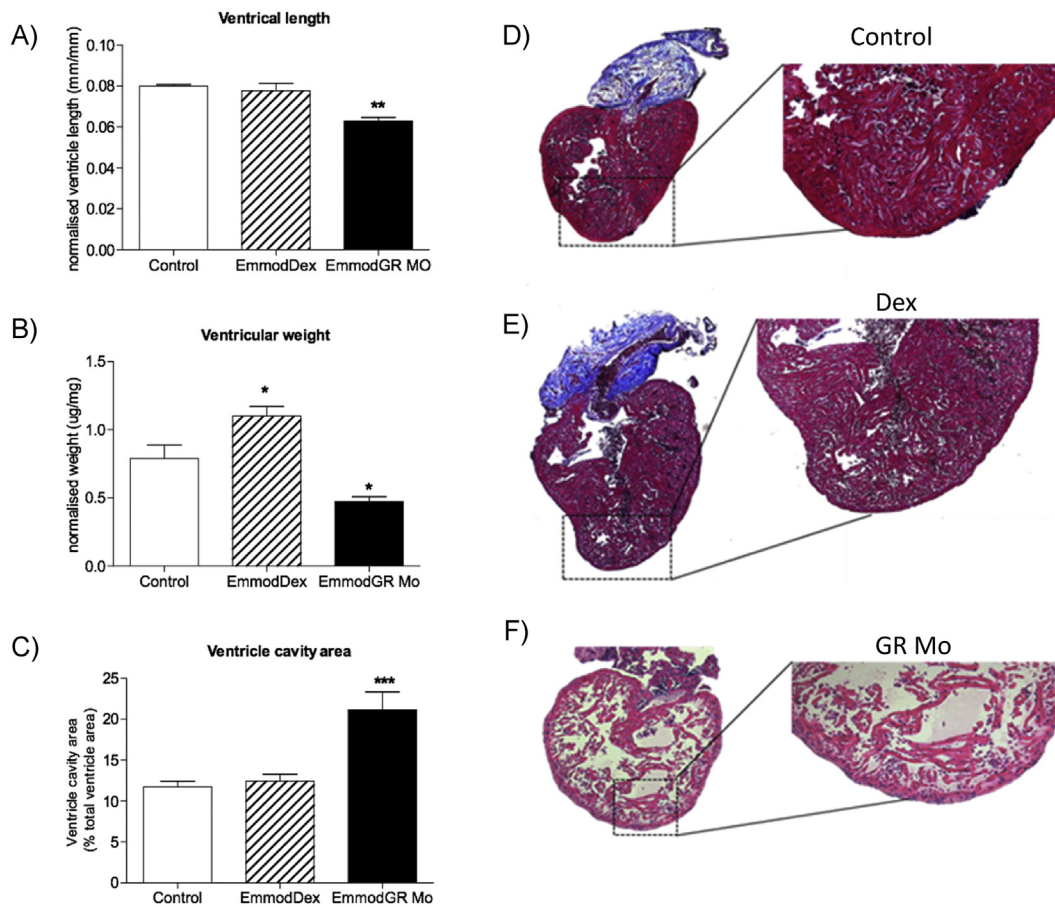 A)
Ventrical length
normalised ventricle length (mm/mm)
0.10
0.08
0.06
0.04
0.02
0.00
**
Control EmmodDex EmmodGR MO
B)
Ventricular weight
normalised weight (ug/mg)
1.5
1.0
0.5
0.0
*
*
Control EmmodDex EmmodGR Mo
C)
Ventricle cavity area
Ventricle cavity area
(% total ventricle area)
25
20
15
10
5
0
***
Control EmmodDex EmmodGR Mo
D)
Control
E)
Dex
F)
GR Mo